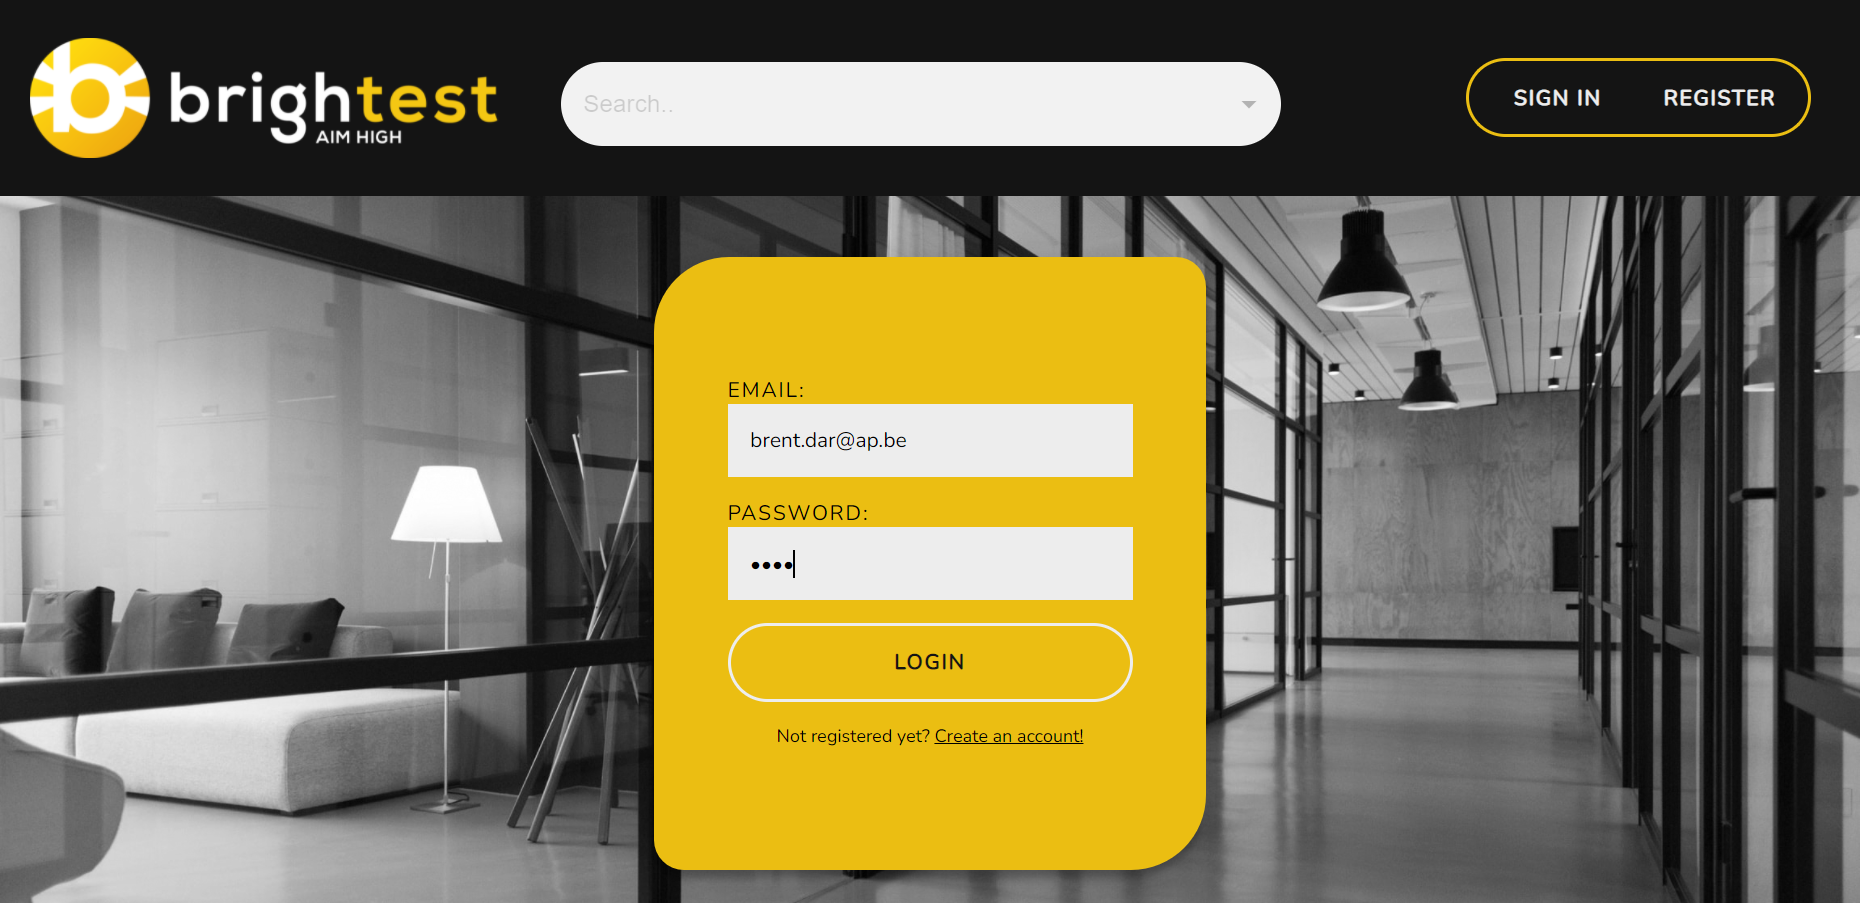 brightest
AIM HIGH
Search..
SIGN IN
REGISTER
EMAIL:
brent.dar@ap.be
PASSWORD:
••••
LOGIN
Not registered yet? Create an account!